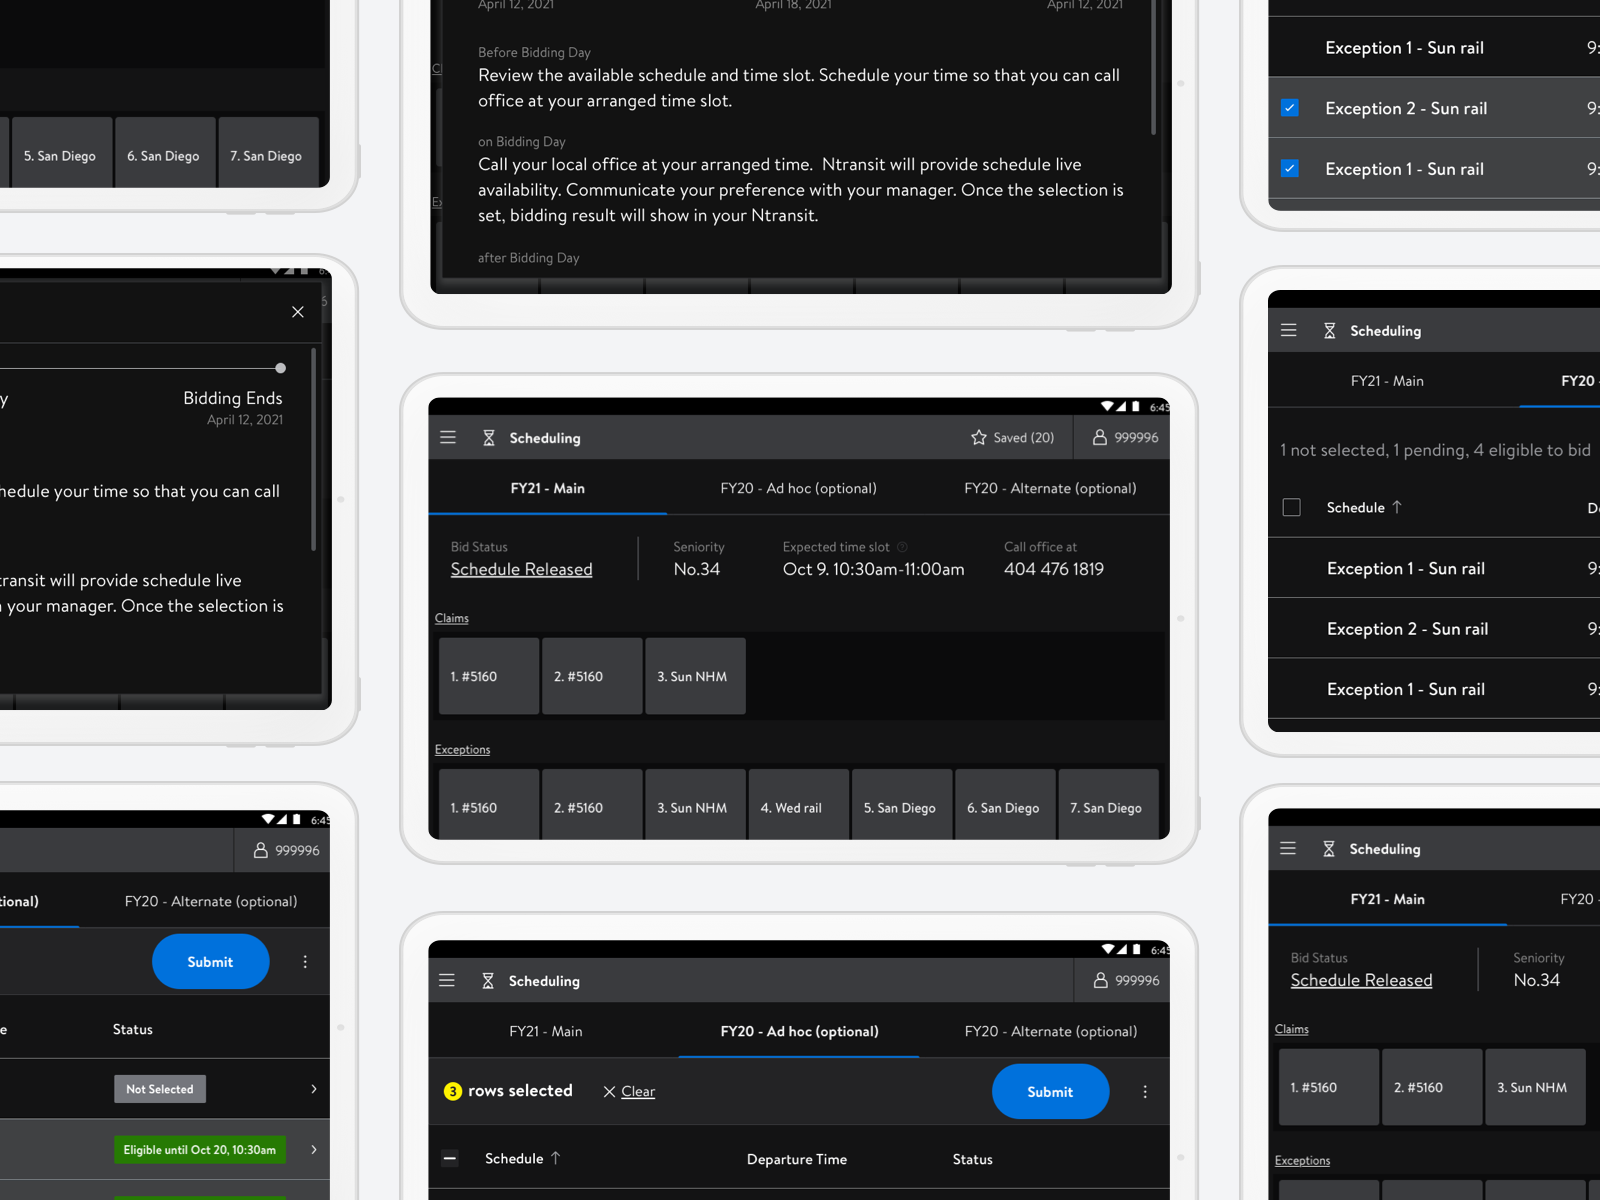 5. San Diego
6. San Diego
7. San Diego
Bidding Ends
April 12, 2021
hedule your time so that you can call
ransit will provide schedule live
your manager. Once the selection is
6:45
999996
tional)
FY20 - Alternate (optional)
Submit
Status
Not Selected
Eligible until Oct 20, 10:30am
April 12, 2021
April 18, 2021
April 12, 2021
Before Bidding Day
Review the available schedule and time slot. Schedule your time so that you can call
office at your arranged time slot.
on Bidding Day
Call your local office at your arranged time. Ntransit will provide schedule live
availability. Communicate your preference with your manager. Once the selection is
set, bidding result will show in your Ntransit.
after Bidding Day
6:45
Scheduling
Saved (20)
999996
FY21 - Main
FY20 - Ad hoc (optional)
FY20 - Alternate (optional)
Bid Status
Seniority
Expected time slot
Call office at
Schedule Released
No.34
Oct 9. 10:30am-11:00am
404 476 1819
Claims
1. #5160
2. #5160
3. Sun NHM
Exceptions
1. #5160
2. #5160
3. Sun NHM
4. Wed rail
5. San Diego
6. San Diego
7. San Diego
6:45
Scheduling
999996
FY21 - Main
FY20 - Ad hoc (optional)
FY20 - Alternate (optional)
3 rows selected
Clear
Submit
Schedule ↑
Departure Time
Status
Exception 1 - Sun rail
9:
Exception 2 - Sun rail
9:
Exception 1 - Sun rail
9:
Scheduling
FY21 - Main
FY20 -
1 not selected, 1 pending, 4 eligible to bid
Schedule ↑
De
Exception 1 - Sun rail
9:
Exception 2 - Sun rail
9:
Exception 1 - Sun rail
9:
Scheduling
FY21 - Main
FY20 -
Bid Status
Seniority
Schedule Released
No.34
Claims
1. #5160
2. #5160
3. Sun NHM
Exceptions